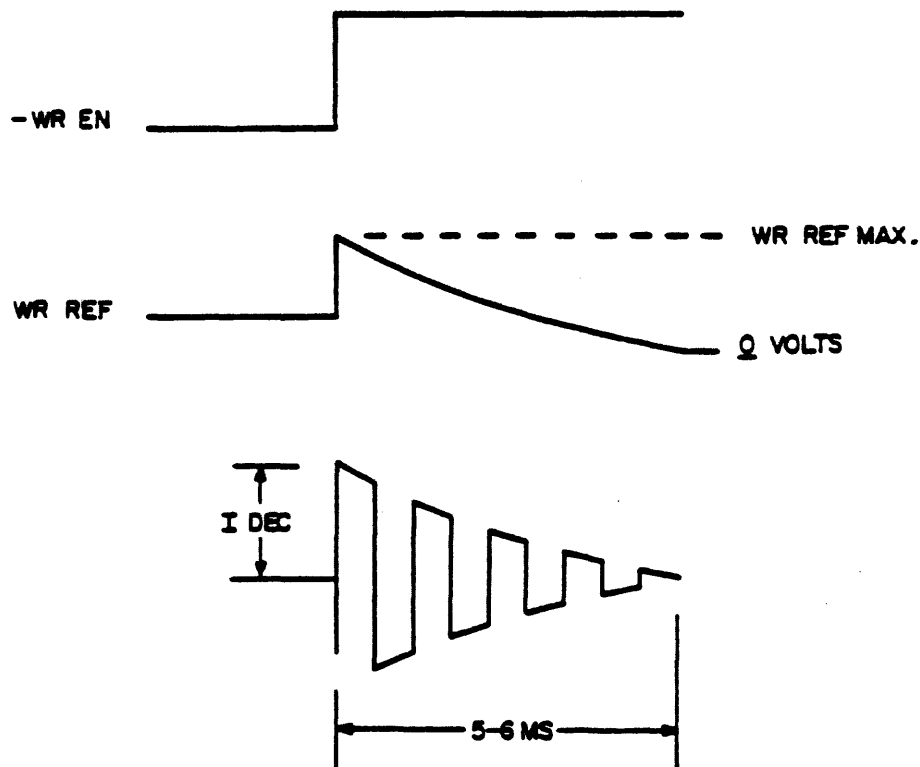 -WR EN
WR REF MAX.
WR REF
0 VOLTS
I DEC
5-6 MS